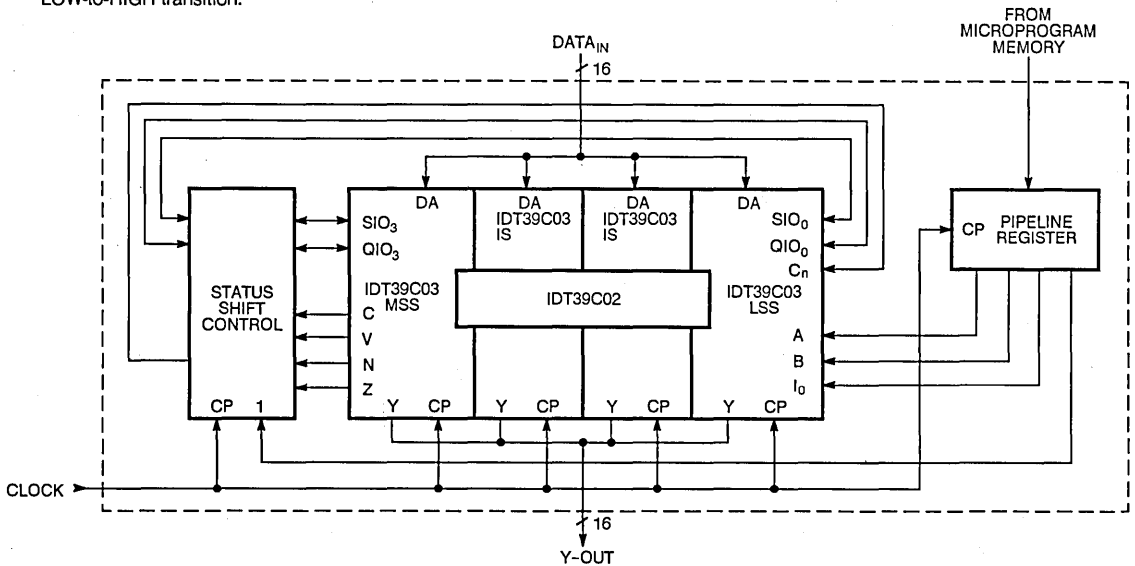 LOW-to-HIGH transition.
FROM
MICROPROGRAM
MEMORY
DATAIN
16
DA
DA
IDT39C03
IS
DA
IDT39C03
IS
DA
SIO3
QIO3
SIO0
QIO0
Cn
CP
PIPELINE
REGISTER
STATUS
SHIFT
CONTROL
IDT39C03
MSS
IDT39C02
IDT39C03
LSS
C
V
N
Z
A
B
I0
CP
1
Y
CP
Y
CP
Y
CP
Y
CP
CLOCK
16
Y-OUT